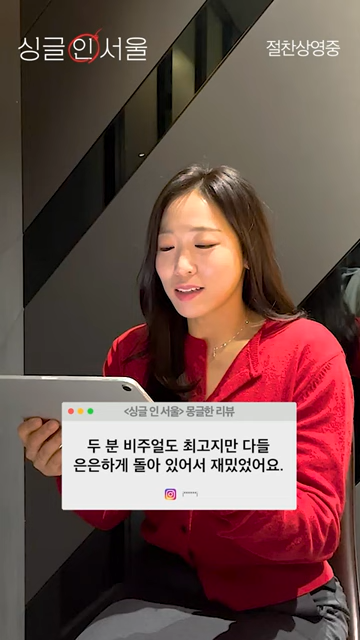 싱글 인 서울
절찬상영중
<싱글 인 서울> 몽글한 리뷰
두 분 비주얼도 최고지만 다들
은은하게 돌아 있어서 재밌었어요.
i*****i